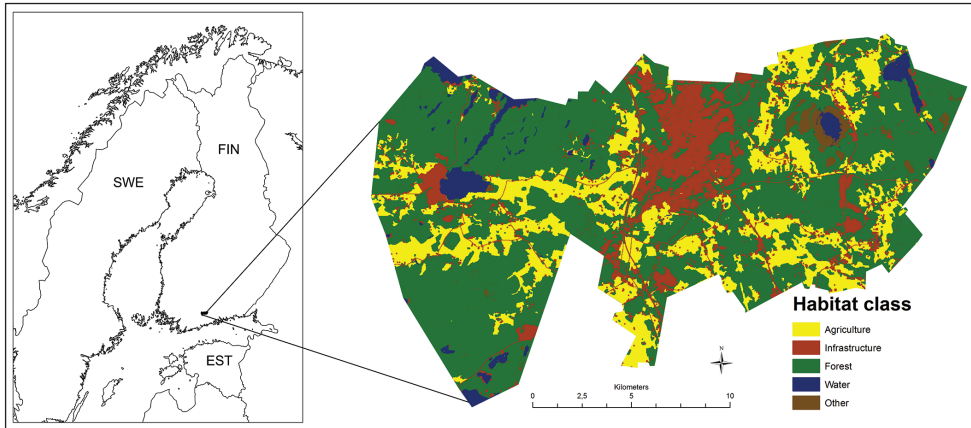 FIN
SWE
EST
Habitat class
Agriculture
Infrastructure
Forest
Water
Other
N
Kilometers
0 2,5 5 10